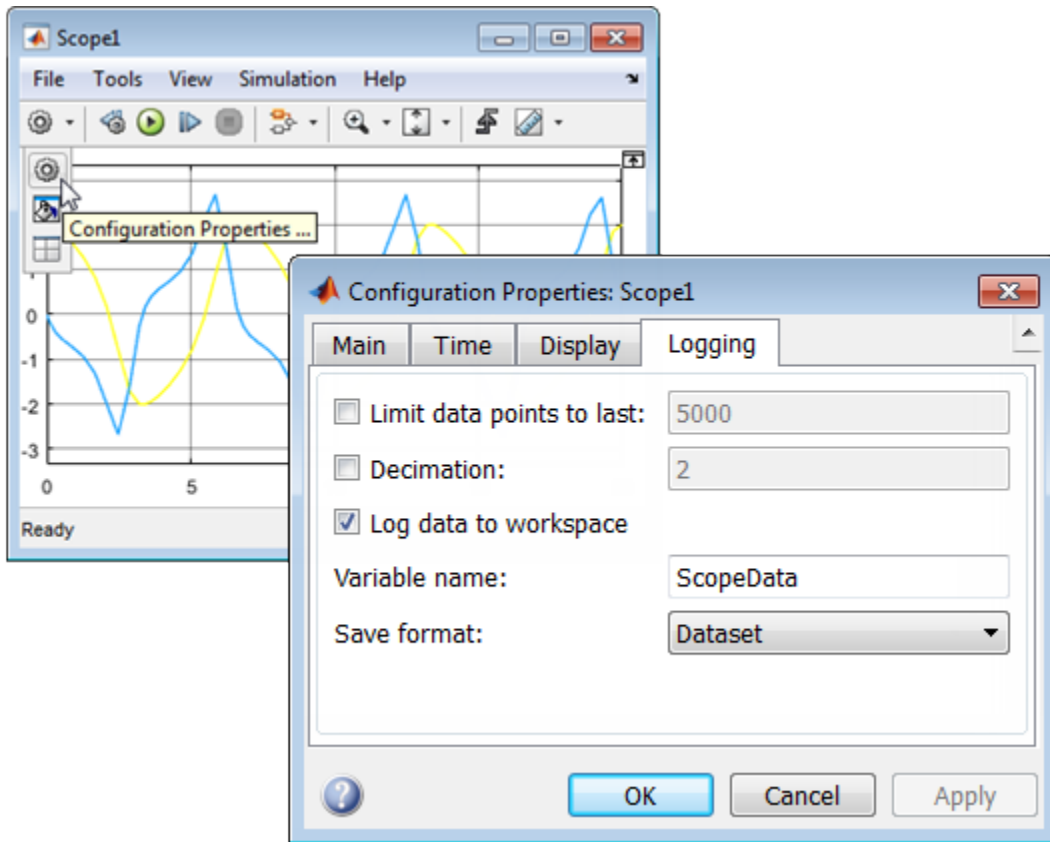 Scope1
File Tools View Simulation Help
Configuration Properties ...
0
-1
-2
-3
0 5
Ready
Configuration Properties: Scope1
Main Time Display Logging
Limit data points to last: 5000
Decimation: 2
Log data to workspace
Variable name: ScopeData
Save format: Dataset
? OK Cancel Apply